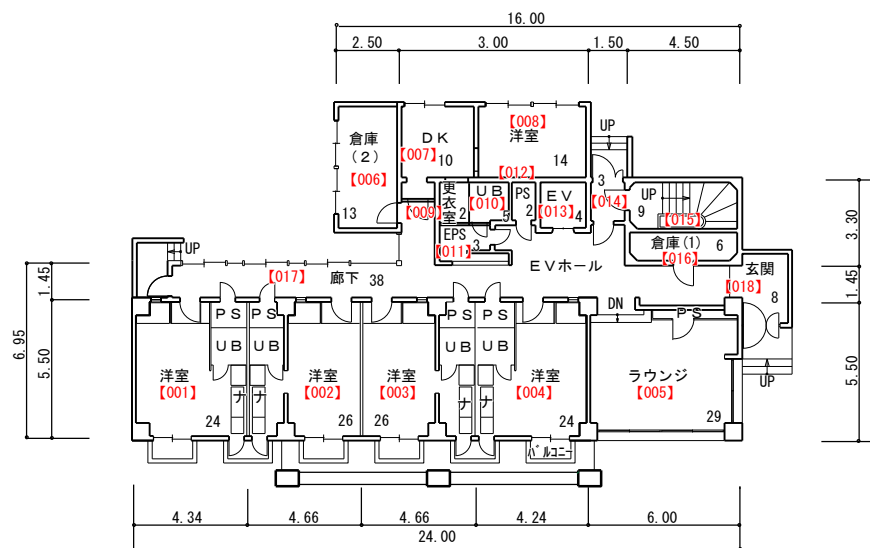 16.00
2.50
3.00
1.50
4.50
【008】
洋室
14
UP
倉庫
(2)
【006】
13
DK
【007】
10
【012】
更
衣
室
2
UB
【010】
5
PS
2
EV
【013】
4
3
【014】
UP
9
【015】
【009】
EPS
3
【011】
倉庫(1)
6
【016】
3.30
UP
【017】
廊下
38
EVホール
玄関
【018】
8
1.45
1.45
DN
PS
UP
6.95
5.50
5.50
PS
UB
PS
UB
PS
UB
PS
UB
洋室
【001】
24
ナ
ナ
洋室
【002】
26
洋室
【003】
26
ナ
ナ
洋室
【004】
24
ラウンジ
【005】
29
バルコニー
4.34
4.66
4.66
4.24
6.00
24.00